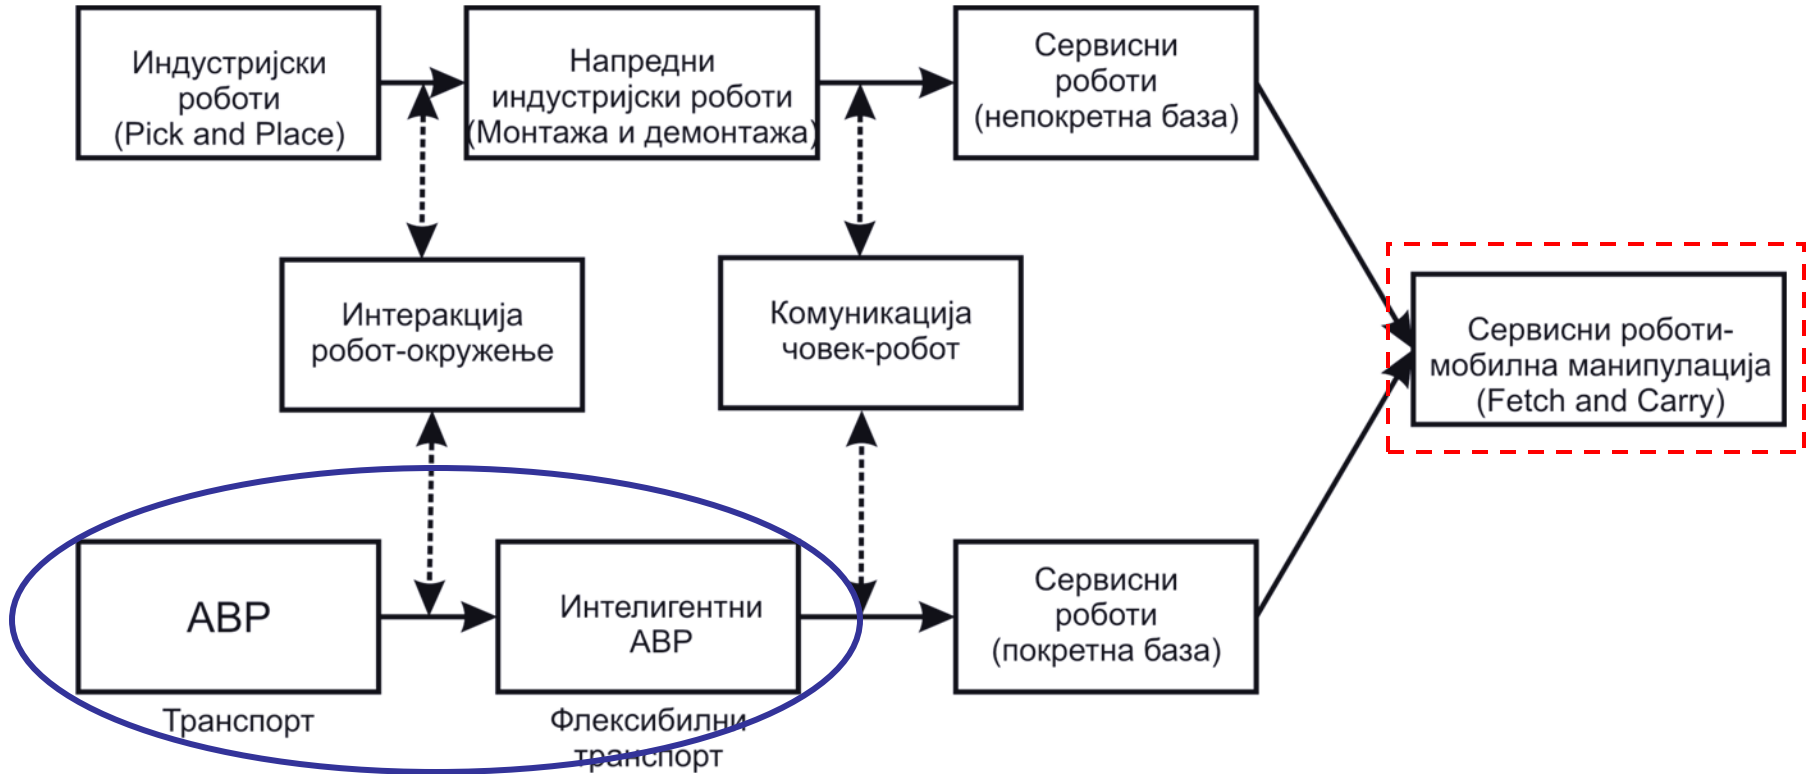 Индустријски
роботи
(Pick and Place)
Напредни
индустријски роботи
(Монтажа и демонтажа)
Сервисни
роботи
(непокретна база)
Интеракција
робот-окружење
Комуникација
човек-робот
Сервисни роботи-
мобилна манипулација
(Fetch and Carry)
АВР
Интелигентни
АВР
Сервисни
роботи
(покретна база)
Транспорт
Флексибилни
транспорт